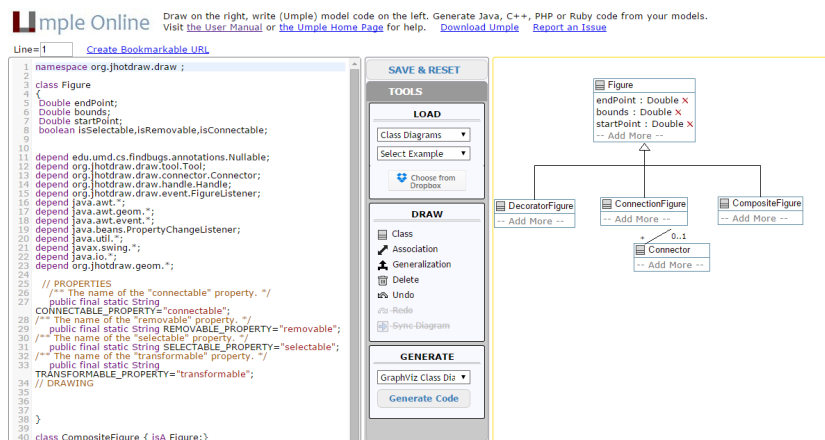 Umple Online
Draw on the right, write (Umple) model code on the left. Generate Java, C++, PHP or Ruby code from your models.
Visit the User Manual or the Umple Home Page for help. Download Umple Report an Issue
Line= 1 Create Bookmarkable URL
1 namespace org.jhotdraw.draw ;
2
3 class Figure
4 {
5 Double endPoint;
6 Double bounds;
7 Double startPoint;
8 boolean isSelectable,isRemovable,isConnectable;
9
10
11 depend edu.umd.cs.findbugs.annotations.Nullable;
12 depend org.jhotdraw.draw.tool.Tool;
13 depend org.jhotdraw.draw.connector.Connector;
14 depend org.jhotdraw.draw.handle.Handle;
15 depend org.jhotdraw.draw.event.FigureListener;
16 depend java.awt.*;
17 depend java.awt.geom.*;
18 depend java.awt.event.*;
19 depend java.beans.PropertyChangeListener;
20 depend java.util.*;
21 depend javax.swing.*;
22 depend java.io.*;
23 depend org.jhotdraw.geom.*;
24
25 // PROPERTIES
26 /** The name of the "connectable" property. */
27 public final static String
CONNECTABLE_PROPERTY="connectable";
28 /** The name of the "removable" property. */
29 public final static String REMOVABLE_PROPERTY="removable";
30 /** The name of the "selectable" property. */
31 public final static String SELECTABLE_PROPERTY="selectable";
32 /** The name of the "transformable" property. */
33 public final static String
TRANSFORMABLE_PROPERTY="transformable";
34 // DRAWING
35
36
37
38 }
39
40 class CompositeFigure { isA Figure;}
SAVE & RESET
TOOLS
LOAD
Class Diagrams
Select Example
Choose from
Dropbox
DRAW
Class
Association
Generalization
Delete
Undo
Redo
Sync Diagram
GENERATE
GraphViz Class Dia
Generate Code
Figure
endPoint : Double X
bounds : Double X
startPoint : Double X
-- Add More --
DecoratorFigure
-- Add More --
ConnectionFigure
-- Add More --
CompositeFigure
-- Add More --
* 0..1
Connector
-- Add More --